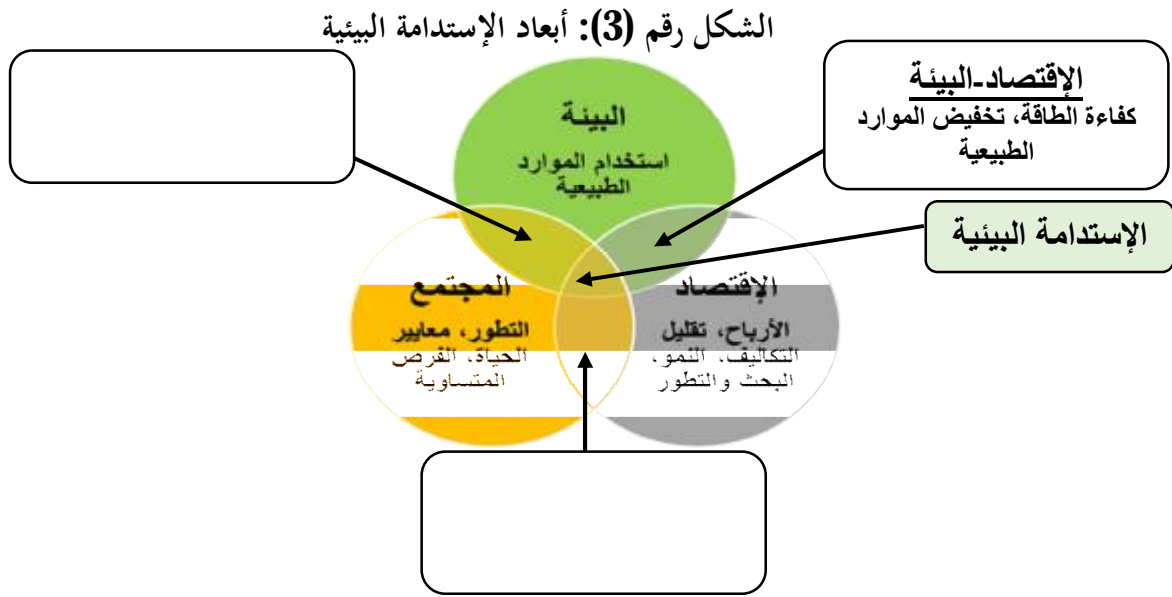 الشكل رقم (3): أبعاد الإستدامة البيئية
الإقتصاد-البيئة
كفاءة الطاقة، تخفيض الموارد
الطبيعية
البيئة
استخدام الموارد
الطبيعية
الإستدامة البيئية
الإقتصاد
الأرباح، تقليل
التكاليف، النمو،
البحث والتطور
المجتمع
التطور، معايير
الحياة، الفرص
المتساوية